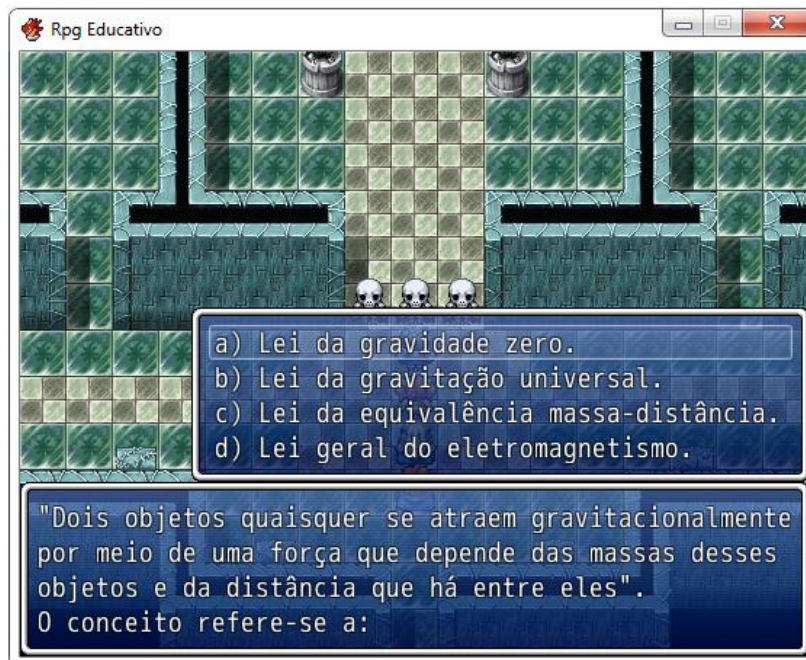 Rpg Educativo
a) Lei da gravidade zero.
b) Lei da gravitação universal.
c) Lei da equivalência massa-distância.
d) Lei geral do eletromagnetismo.
"Dois objetos quaisquer se atraem gravitacionalmente
por meio de uma força que depende das massas desses
objetos e da distância que há entre eles".
O conceito refere-se a: